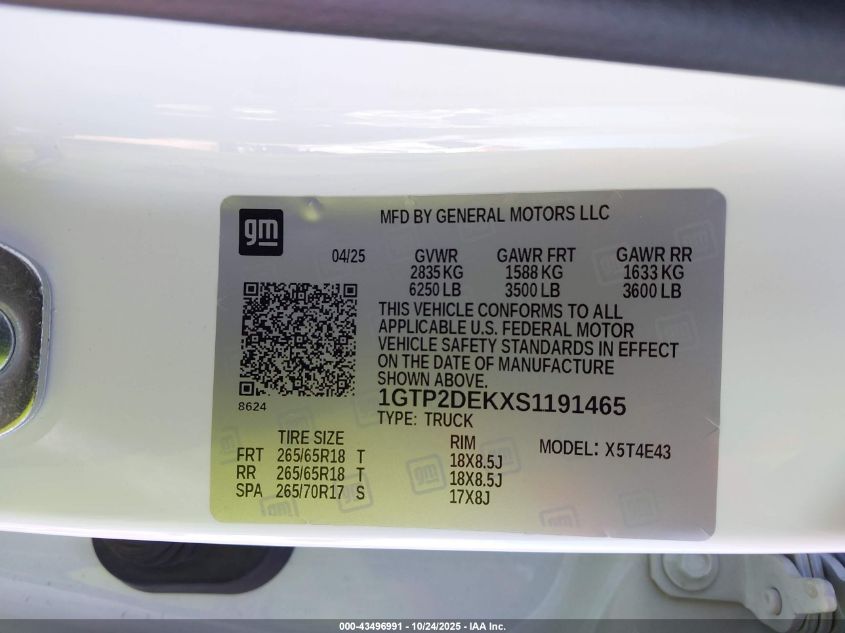 gm
MFD BY GENERAL MOTORS LLC
04/25 GVWR GAWR FRT GAWR RR
2835 KG 1588 KG 1633 KG
6250 LB 3500 LB 3600 LB
THIS VEHICLE CONFORMS TO ALL
APPLICABLE U.S. FEDERAL MOTOR
VEHICLE SAFETY STANDARDS IN EFFECT
ON THE DATE OF MANUFACTURE
SHOWN ABOVE.
8624
1GTP2DEKXS1191465
TYPE: TRUCK
TIRE SIZE RIM MODEL: X5T4E43
FRT 265/65R18 T 18X8.5J
RR 265/65R18 T 18X8.5J
SPA 265/70R17 S 17X8J
gm
gm
000-43496991 - 10/24/2025 - IAA Inc.